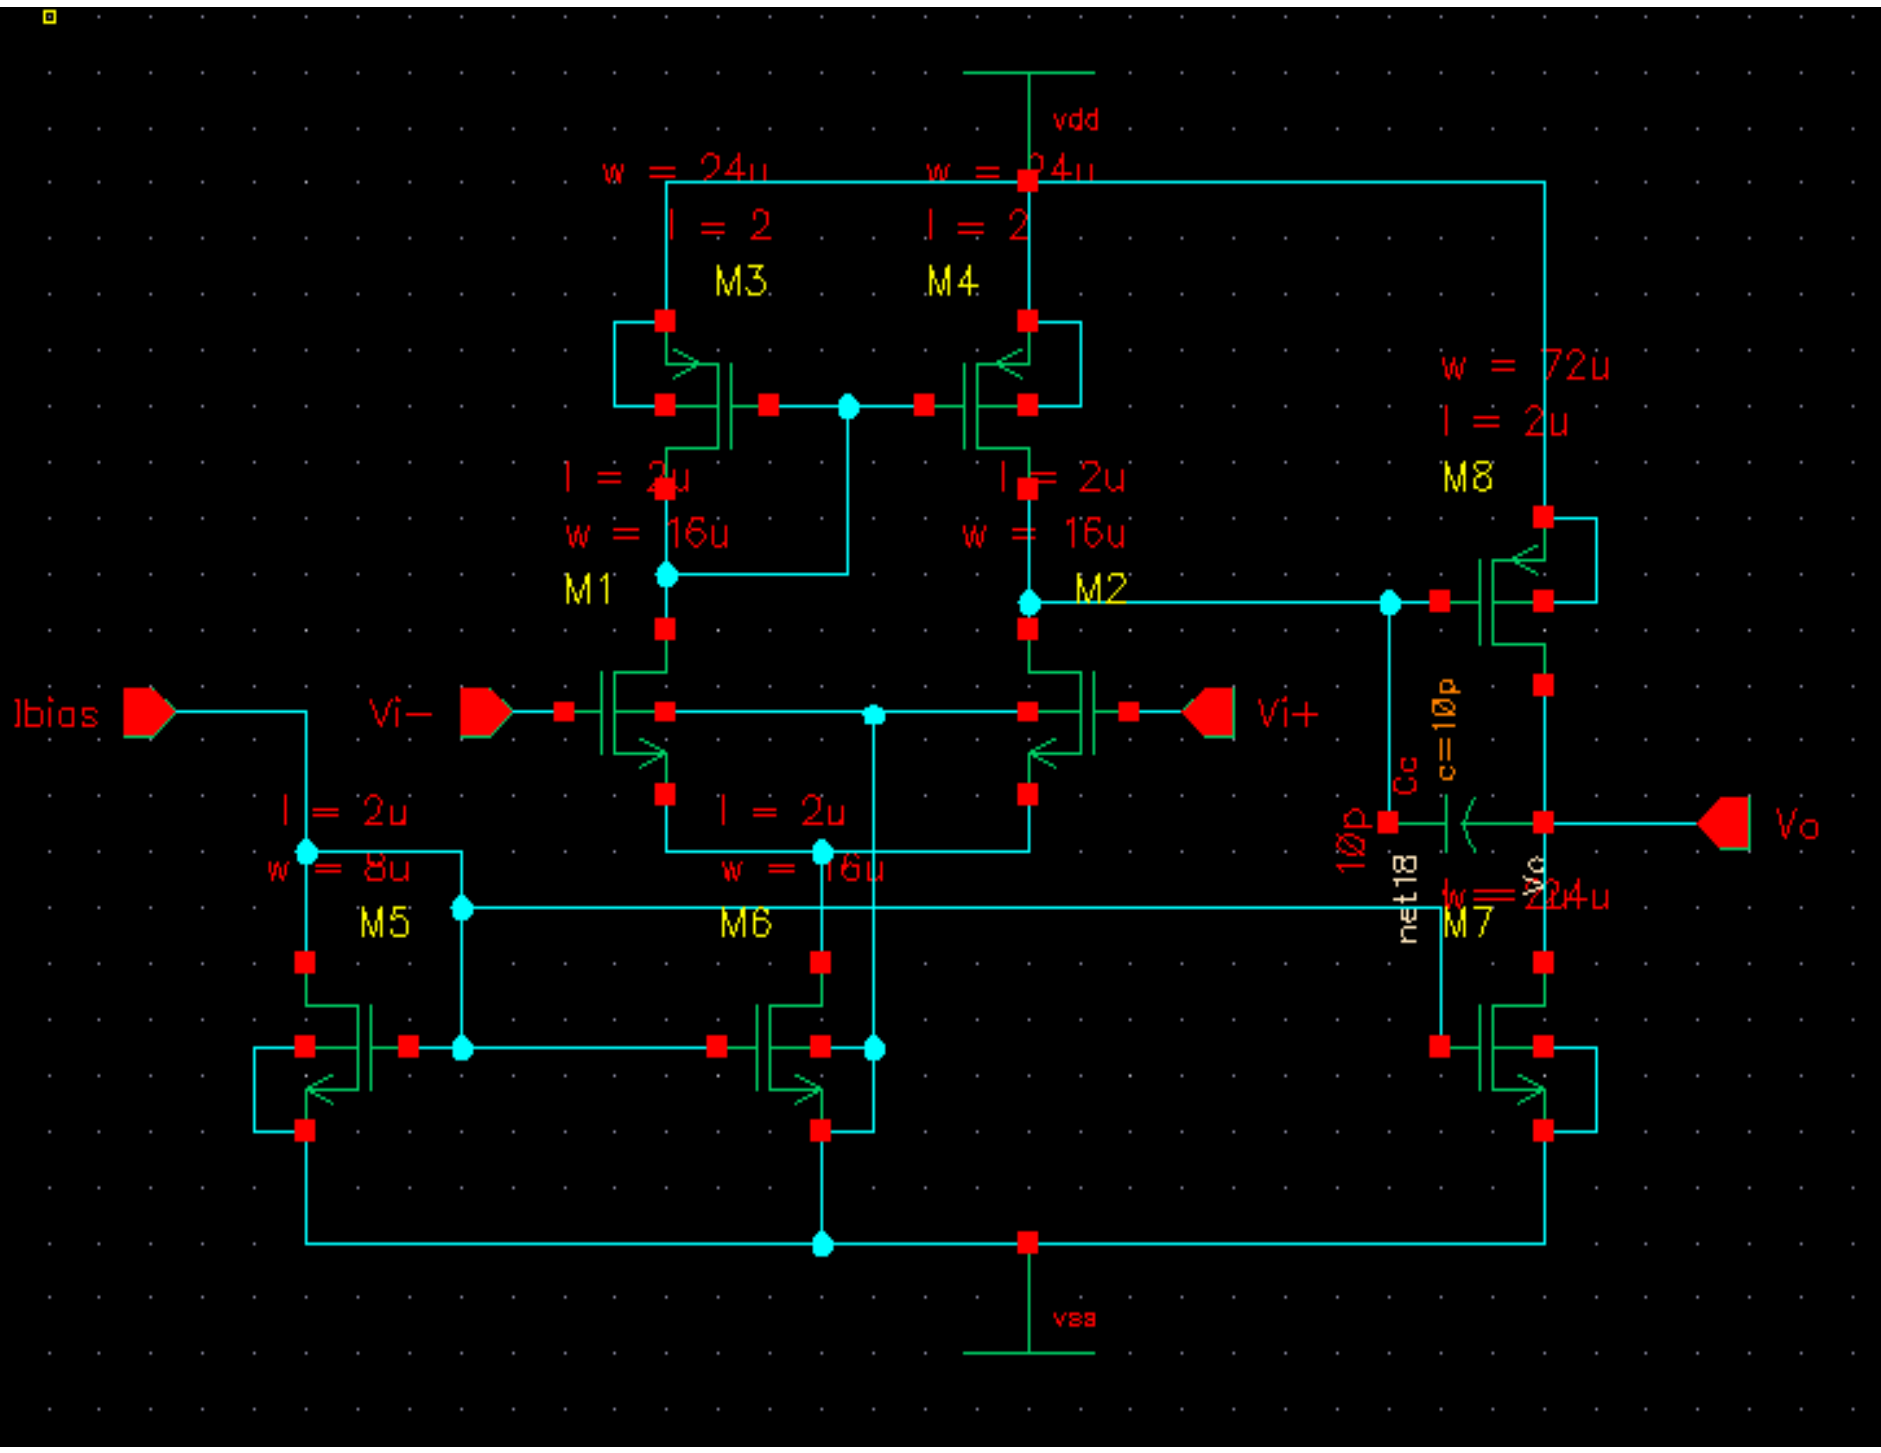 vdd
w = 24u
w = 24u
l = 2
l = 2
M3
M4
w = 72u
l = 2u
M8
l = 2u
l = 2u
w = 16u
w = 16u
M1
M2
Ibias
Vi-
Vi+
c=10p
Cc
10p
Vo
net18
Vo
l = 2u
l = 2u
w = 8u
w = 16u
M5
M6
M7
vss